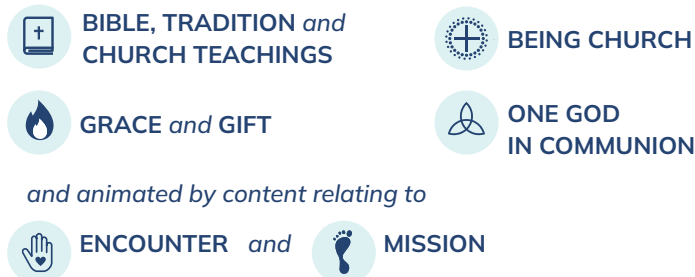 BIBLE, TRADITION and
CHURCH TEACHINGS
BEING CHURCH
GRACE and GIFT
ONE GOD
IN COMMUNION
and animated by content relating to
ENCOUNTER and MISSION